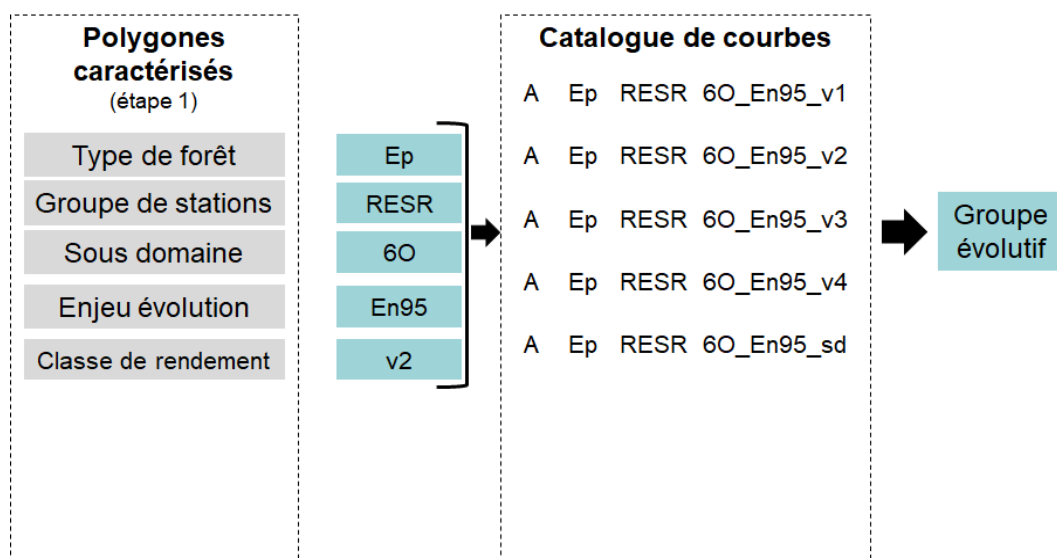 Polygones
caractérisés
(étape 1)
Type de forêt
Groupe de stations
Sous domaine
Enjeu évolution
Classe de rendement
Ep
RESR
6O
En95
v2
Catalogue de courbes
A Ep RESR 6O_En95_v1
A Ep RESR 6O_En95_v2
A Ep RESR 6O_En95_v3
A Ep RESR 6O_En95_v4
A Ep RESR 6O_En95_sd
Groupe
évolutif